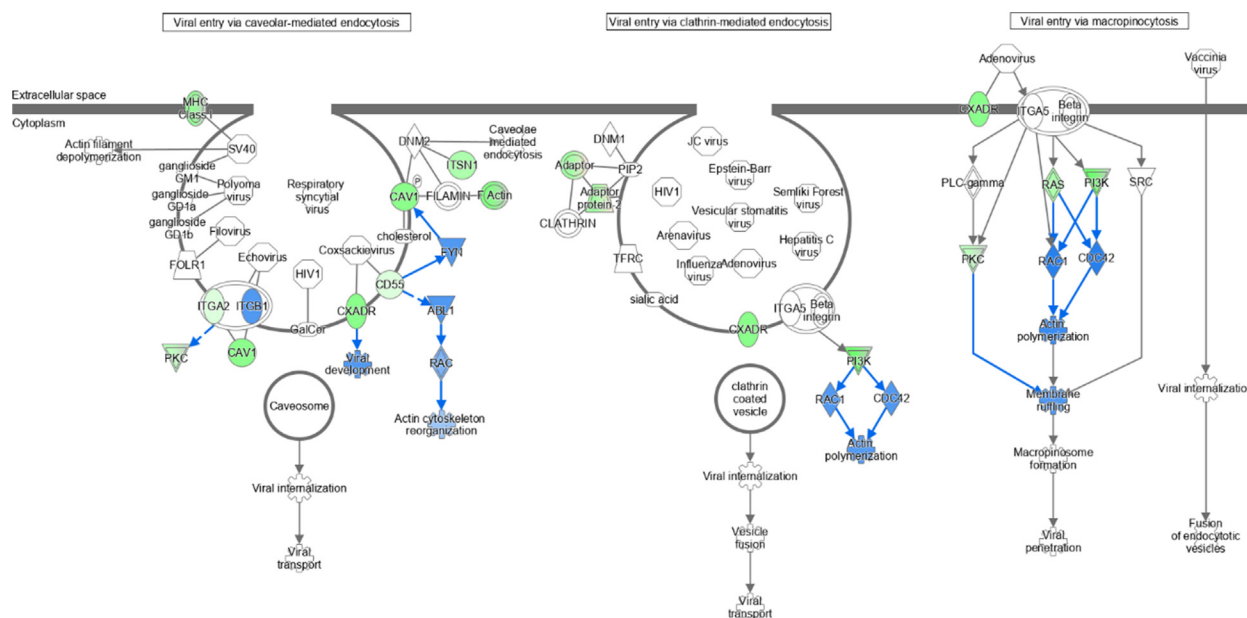 Viral entry via caveolar-mediated endocytosis
Viral entry via clathrin-mediated endocytosis
Viral entry via macropinocytosis
Extracellular space
Cytoplasm
MHC
Class I
Actin filament
depolymerization
SV40
ganglioside
GM1
ganglioside
GD1a
ganglioside
GD1b
Polyoma
virus
Filovirus
FOLR1
Echovirus
ITGA2
ITGB1
PKC
CAV1
HIV1
GalCer
Respiratory
syncytial
virus
Coxsackievirus
CXADR
Viral
development
DNM2
Caveolae
mediated
endocytosis
ITSN1
P
CAV1
FILAMIN
F Actin
cholesterol
FYN
CD55
ABL1
RAC
Actin cytoskeleton
reorganization
Caveosome
Viral internalization
Viral
transport
DNM1
Adaptor
PIP2
Adaptor
protein-2
CLATHRIN
TFRC
sialic acid
JC virus
Epstein-Barr
virus
HIV1
Semliki Forest
virus
Vesicular stomatitis
virus
Arenavirus
Hepatitis C
virus
Influenza
virus
Adenovirus
ITGA5
Beta
integrin
CXADR
PI3K
RAC1
CDC42
Actin
polymerization
clathrin
coated
vesicle
Viral internalization
Vesicle
fusion
Viral
transport
Adenovirus
CXADR
ITGA5
Beta
integrin
PLC-gamma
RAS
PI3K
SRC
PKC
RAC1
CDC42
Actin
polymerization
Membrane
ruffling
Macropinosome
formation
Viral
penetration
Vaccinia
virus
Viral internalization
Fusion
of endocytotic
vesicles